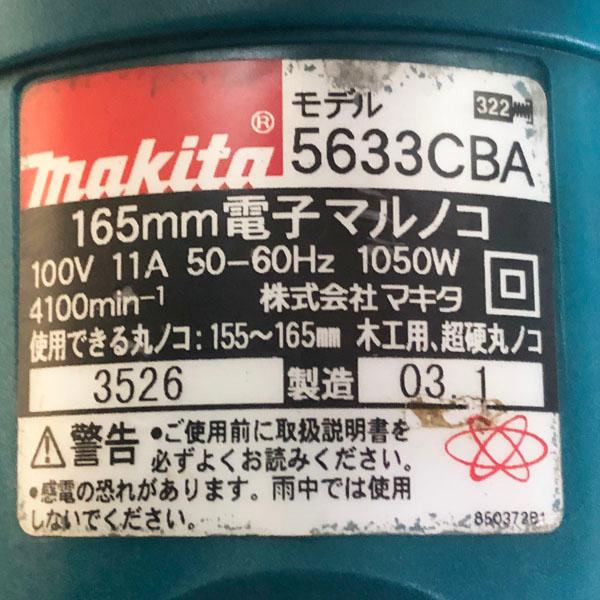 makita®
モデル
322
5633CBA
165mm電子マルノコ
100V 11A 50-60Hz 1050W
4100min-1 株式会社マキタ
使用できる丸ノコ:155〜165mm 木工用、超硬丸ノコ
3526 製造 03 1
警告 •ご使用前に取扱説明書を
必ずよくお読みください。
•感電の恐れがあります。雨中では使用
しないでください。
850372B1